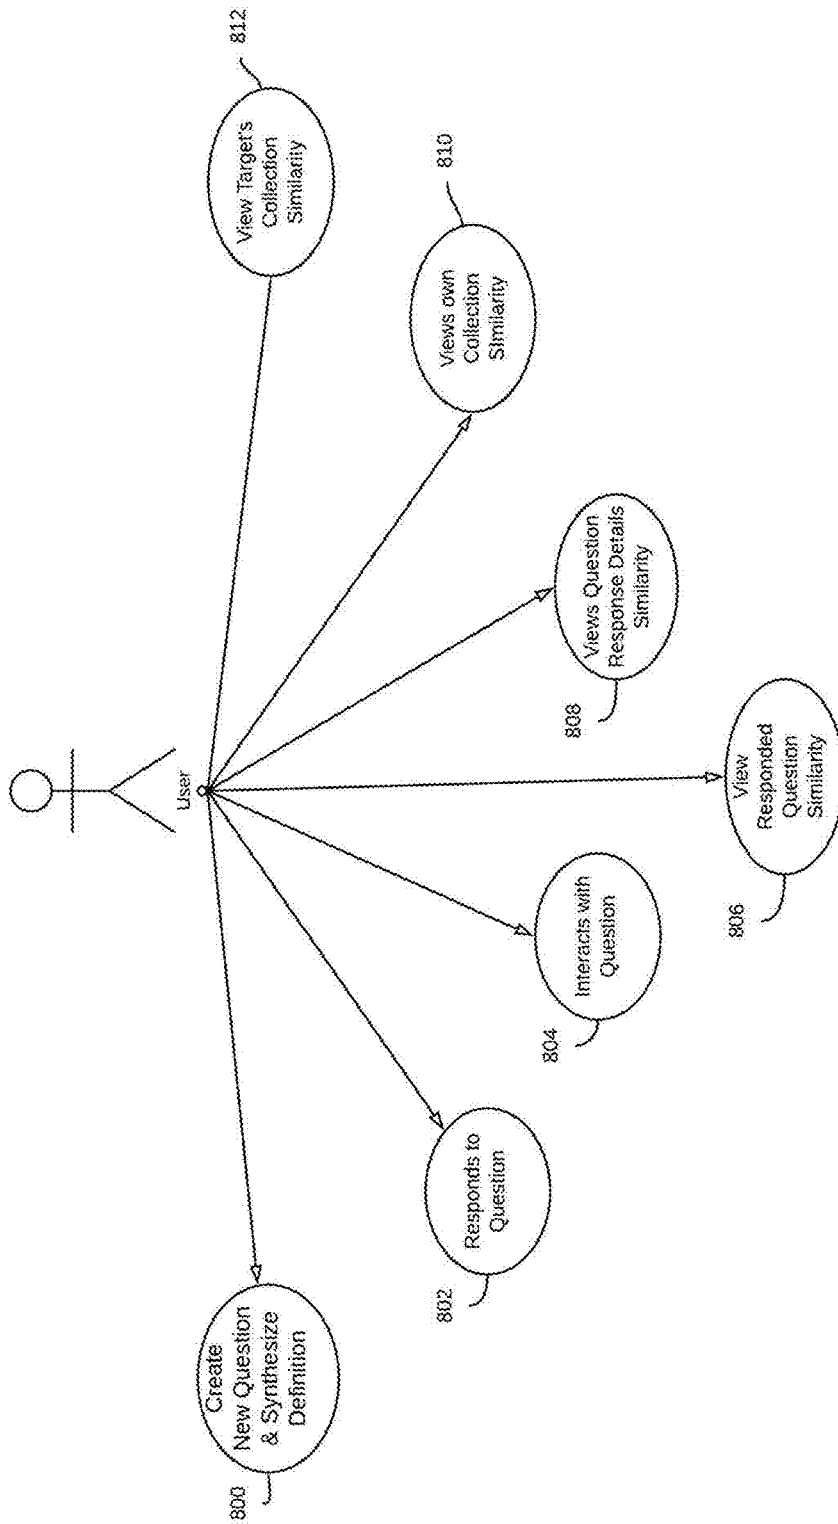 User
800
Create
New Question
& Synthesize
Definition
802
Responds to
Question
804
Interacts with
Question
806
View
Responded
Question
Similarity
808
Views Question
Response Details
Similarity
810
Views own
Collection
SImilarity
812
View Target's
Collection
Similarity